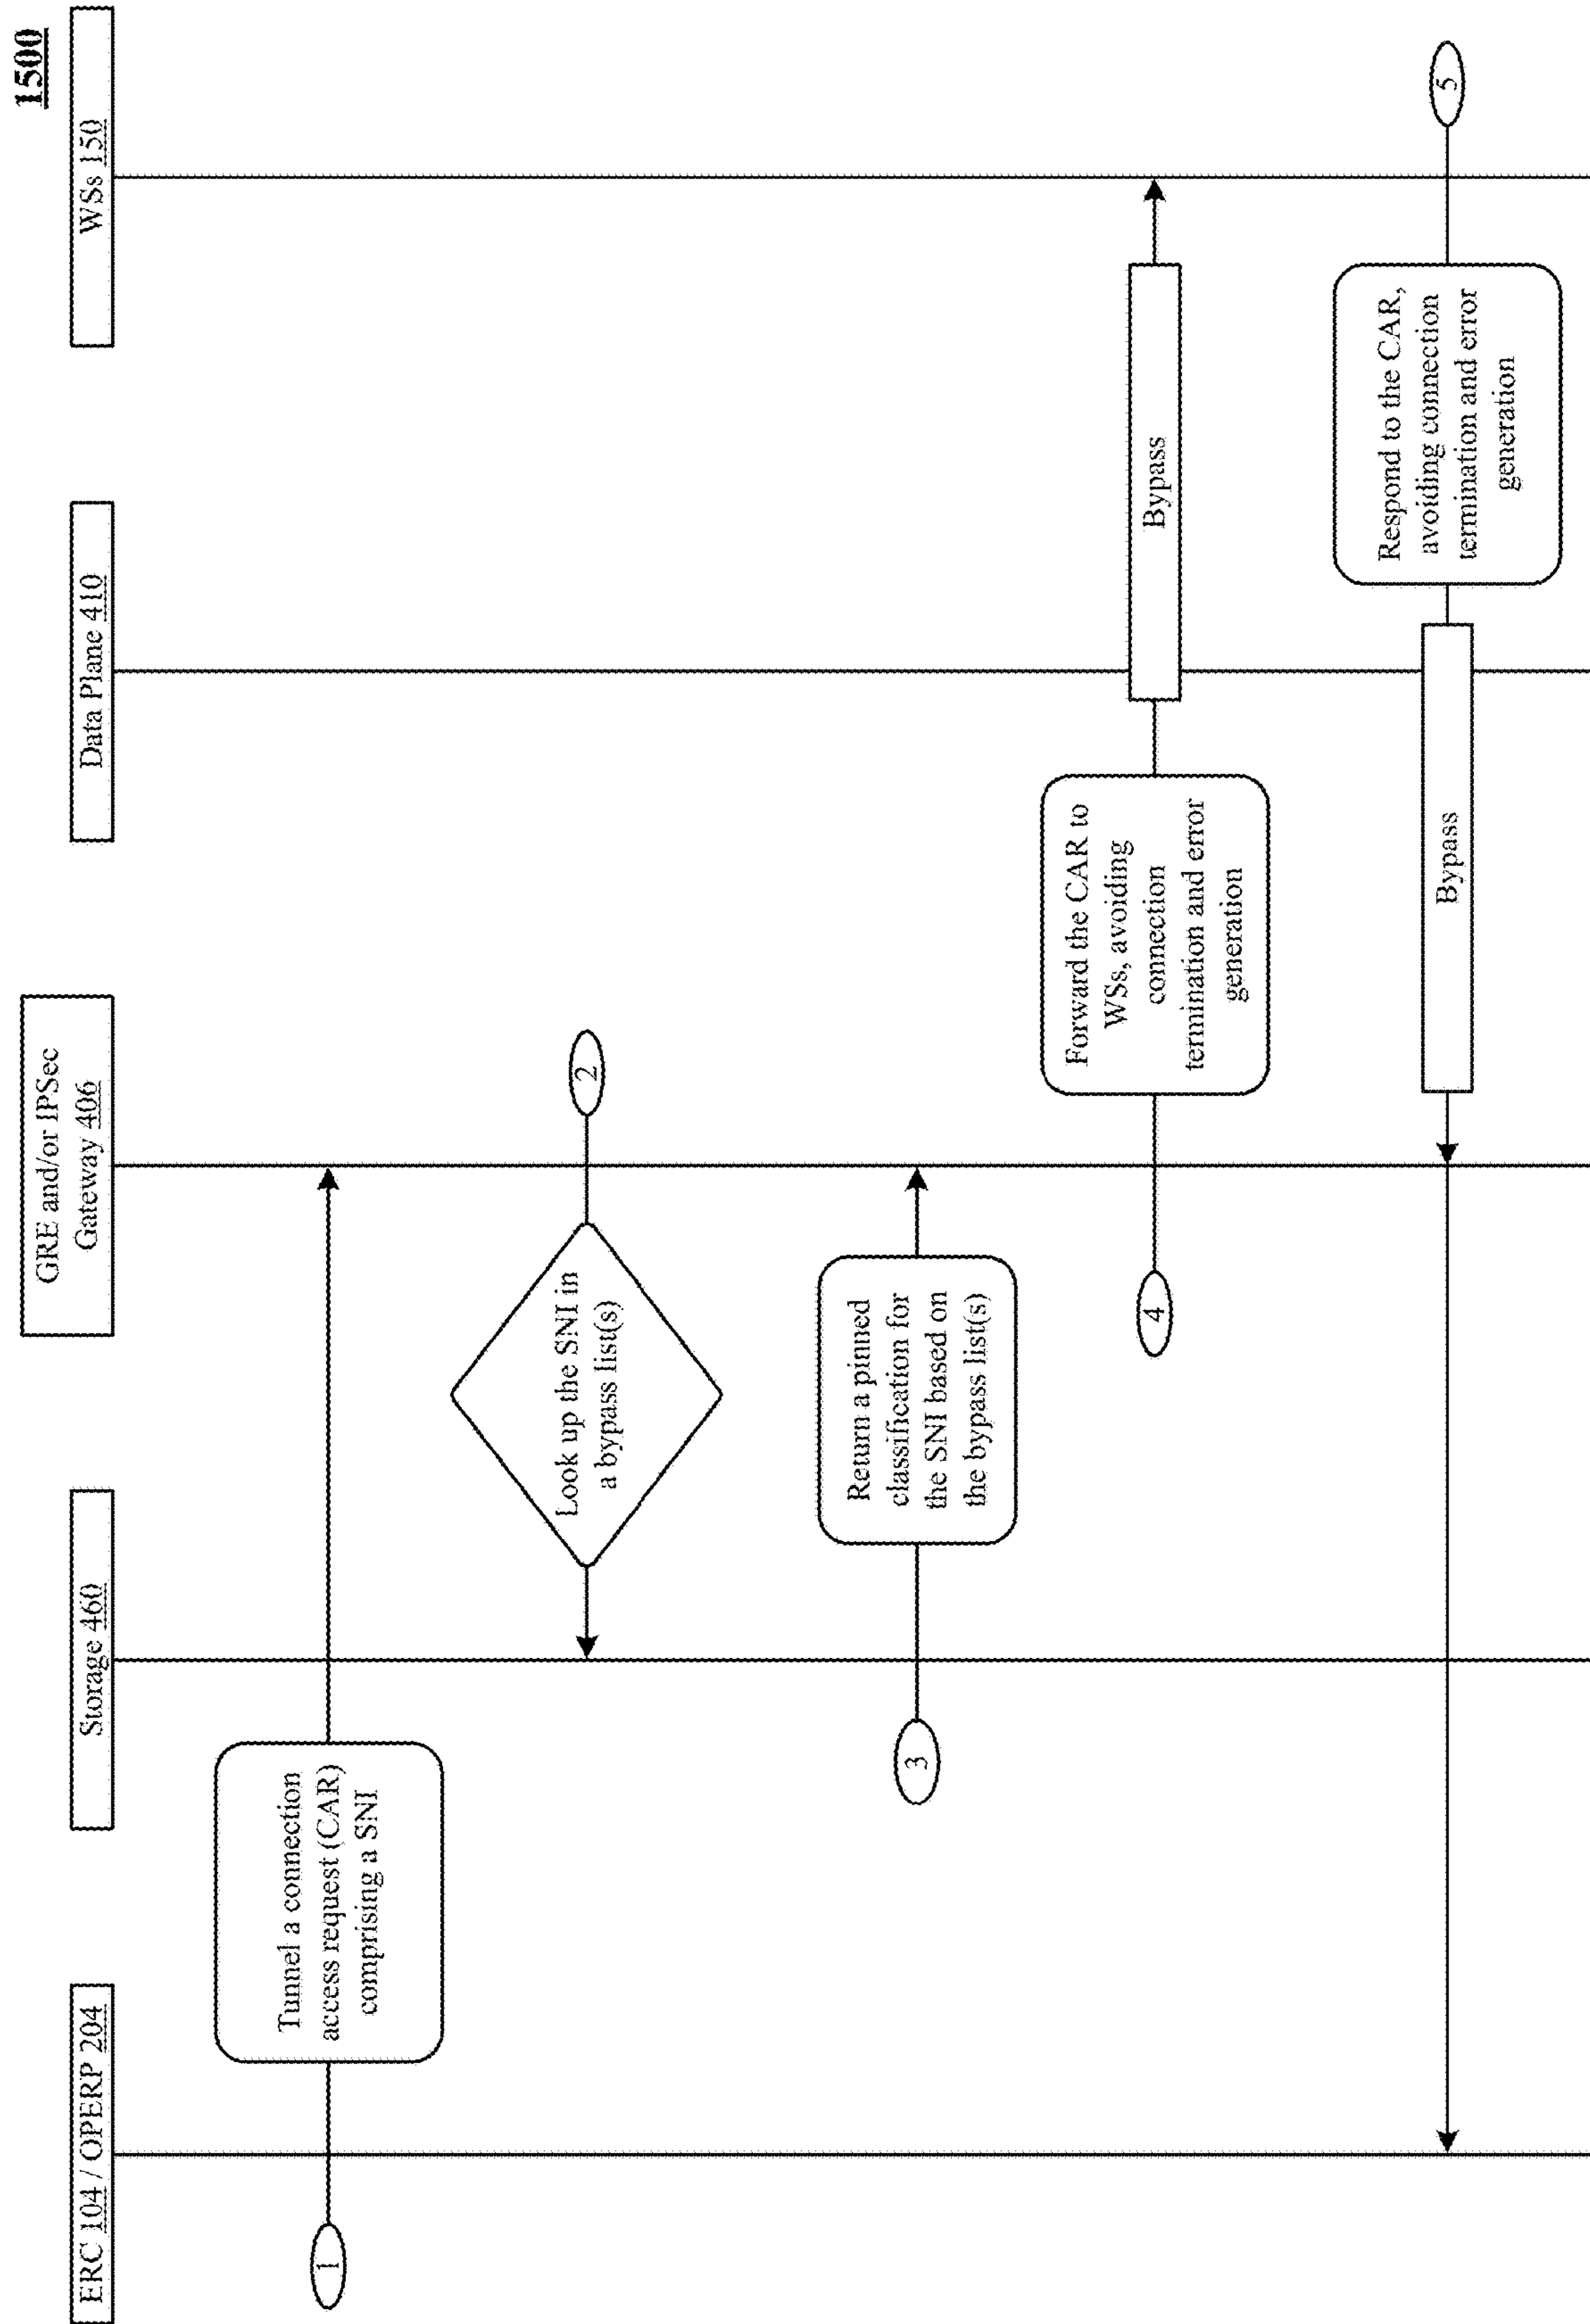 1500
ERC 104 / OPERP 204
Storage 460
GRE and/or IPSec
Gateway 406
Data Plane 410
WSs 150
1
Tunnel a connection
access request (CAR)
comprising a SNI
Look up the SNI in
a bypass list(s)
2
3
Return a pinned
classification for
the SNI based on
the bypass list(s)
4
Forward the CAR to
WSs, avoiding
connection
termination and error
generation
Bypass
Bypass
Respond to the CAR,
avoiding connection
termination and error
generation
5